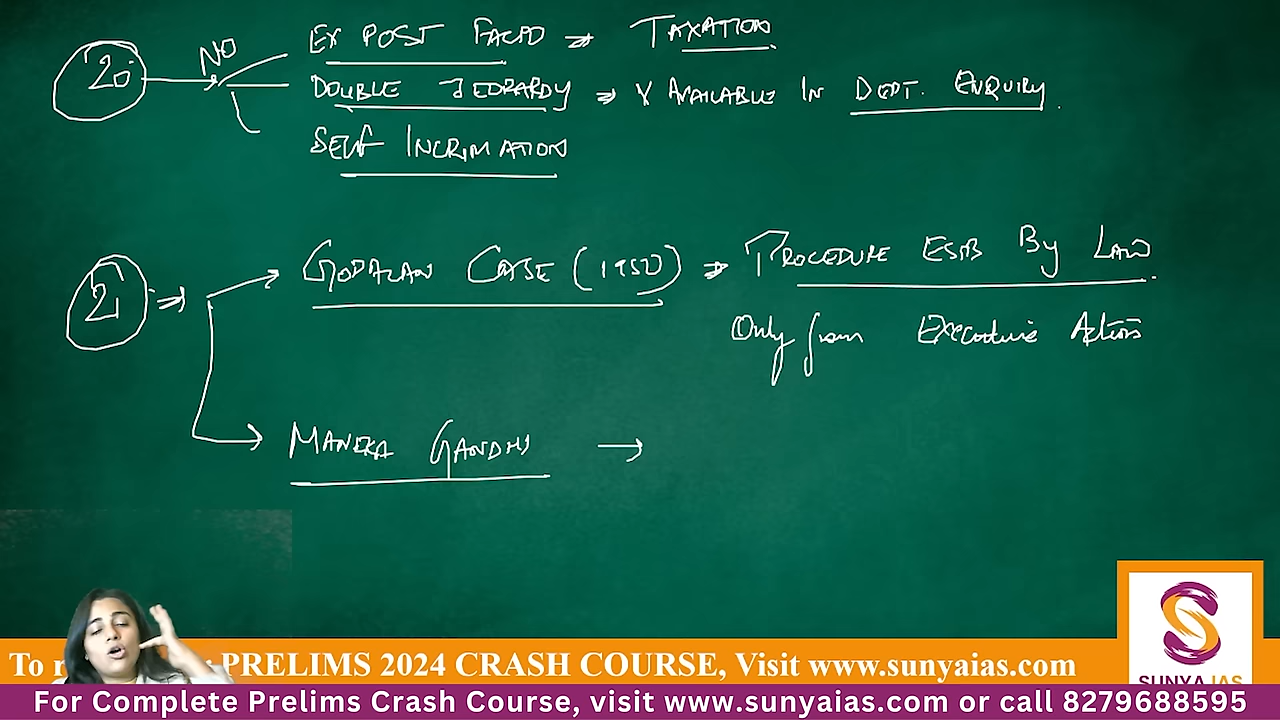 20 NO EX POST FACTO ⇒ TAXATION
DOUBLE JEOPARDY ⇒ X AVAILABLE IN DEPT. ENQUIRY.
SELF INCRIMATION
21 ⇒ GOPALAN CASE (1950) ⇒ PROCEDURE ESTB By LAW
Only from Executive Actions
MANEKA GANDHI →
To PRELIMS 2024 CRASH COURSE, Visit www.sunyaias.com
SUNYA IAS
For Complete Prelims Crash Course, visit www.sunyaias.com or call 8279688595